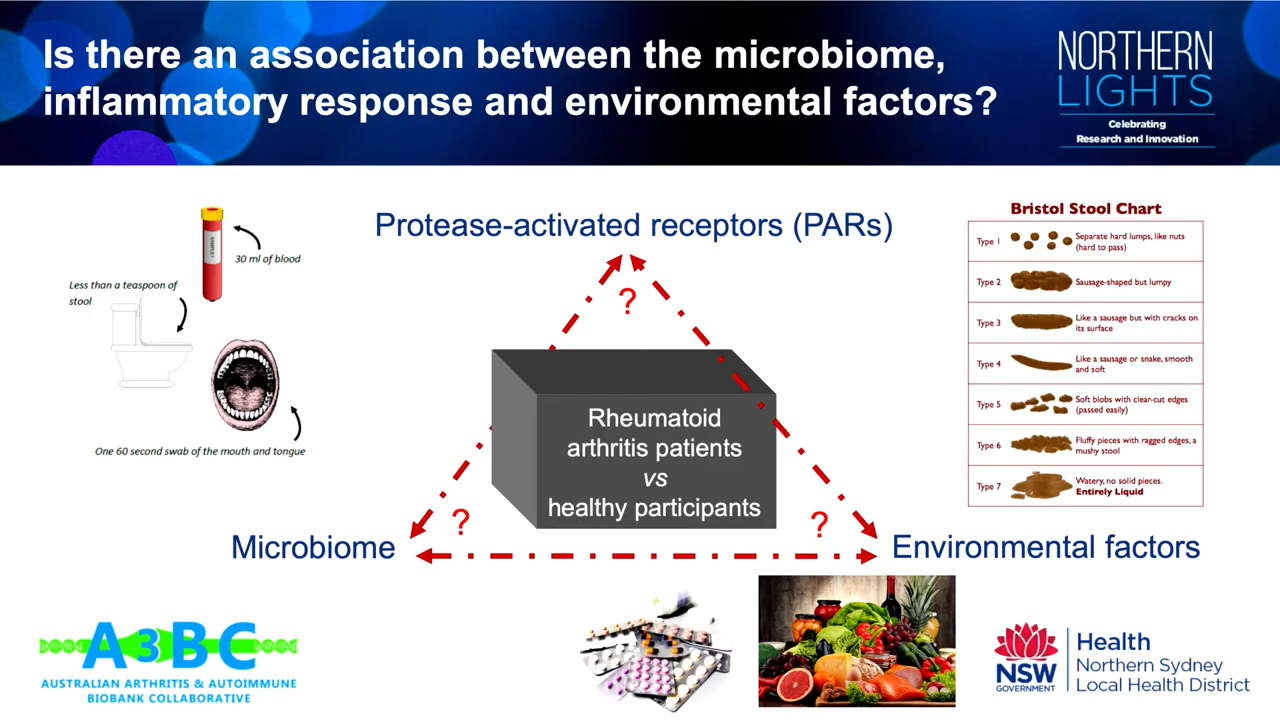 Is there an association between the microbiome,
inflammatory response and environmental factors?
NORTHERN
LIGHTS
Celebrating
Research and Innovation
Protease-activated receptors (PARs)
30 ml of blood
Less than a teaspoon of
stool
One 60 second swab of the mouth and tongue
?
Rheumatoid
arthritis patients
vs
healthy participants
?
?
Microbiome
Environmental factors
Bristol Stool Chart
Type 1
Separate hard lumps, like nuts
(hard to pass)
Type 2
Sausage-shaped but lumpy
Type 3
Like a sausage but with cracks on
its surface
Type 4
Like a sausage or snake, smooth
and soft
Type 5
Soft blobs with clear-cut edges
(passed easily)
Type 6
Fluffy pieces with ragged edges, a
mushy stool
Type 7
Watery, no solid pieces.
Entirely Liquid
A3BC
AUSTRALIAN ARTHRITIS & AUTOIMMUNE
BIOBANK COLLABORATIVE
NSW
GOVERNMENT
Health
Northern Sydney
Local Health District